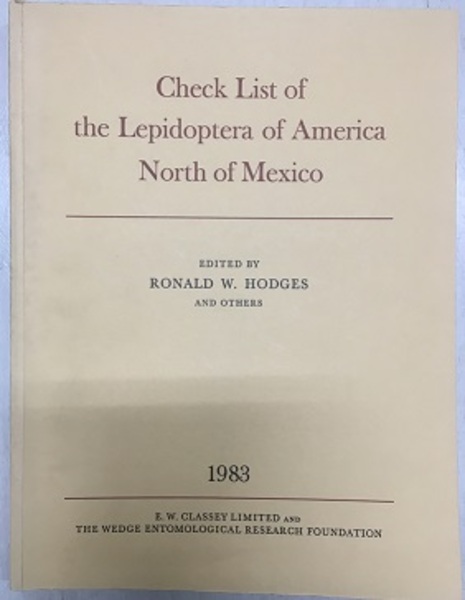 Check List of
the Lepidoptera of America
North of Mexico
EDITED BY
RONALD W. HODGES
AND OTHERS
1983
E. W. CLASSEY LIMITED AND
THE WEDGE ENTOMOLOGICAL RESEARCH FOUNDATION